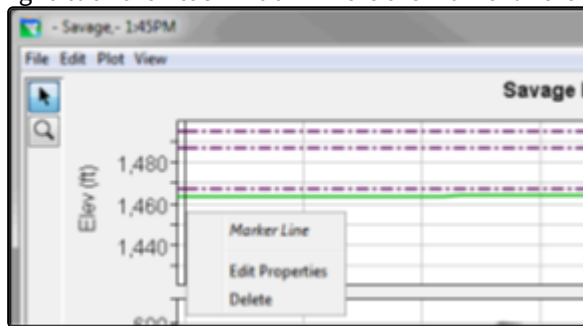 - Savage,- 1:45PM
File Edit Plot View
Savage
Elev (ft)
1,480
1,460
1,440
Marker Line
Edit Properties
Delete